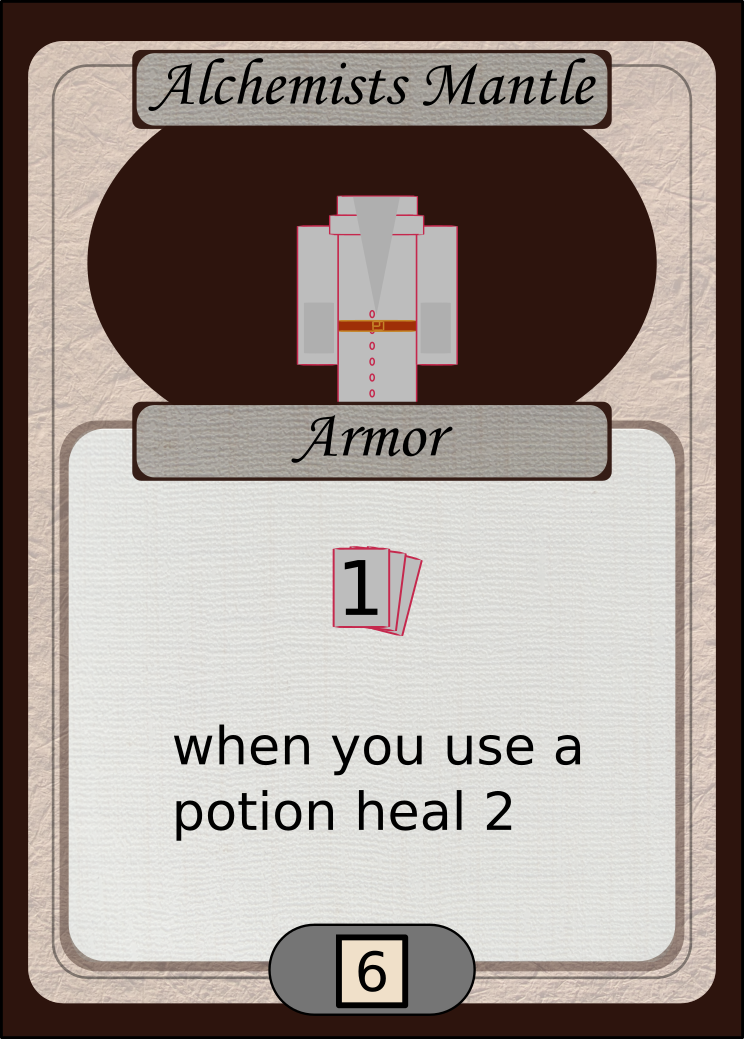 Alchemists Mantle
Armor
1
when you use a
potion heal 2
6